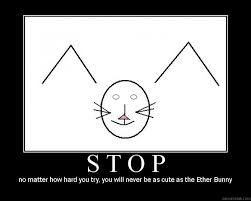 STOP
no matter how hard you try, you will never be as cute as the Ether Bunny